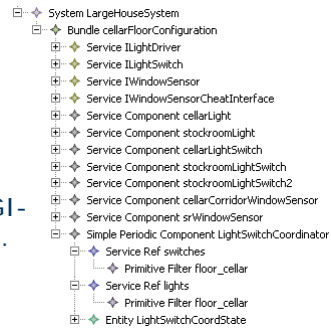 System LargeHouseSystem
Bundle cellarFloorConfiguration
Service ILightDriver
Service ILightSwitch
Service IWindowSensor
Service IWindowSensorCheatInterface
Service Component cellarLight
Service Component stockroomLight
Service Component cellarLightSwitch
Service Component stockroomLightSwitch
Service Component stockroomLightSwitch2
Service Component cellarCorridorWindowSensor
GI-
Service Component srWindowSensor
.
Simple Periodic Component LightSwitchCoordinator
Service Ref switches
Primitive Filter floor_cellar
Service Ref lights
Primitive Filter floor_cellar
Entity LightSwitchCoordState